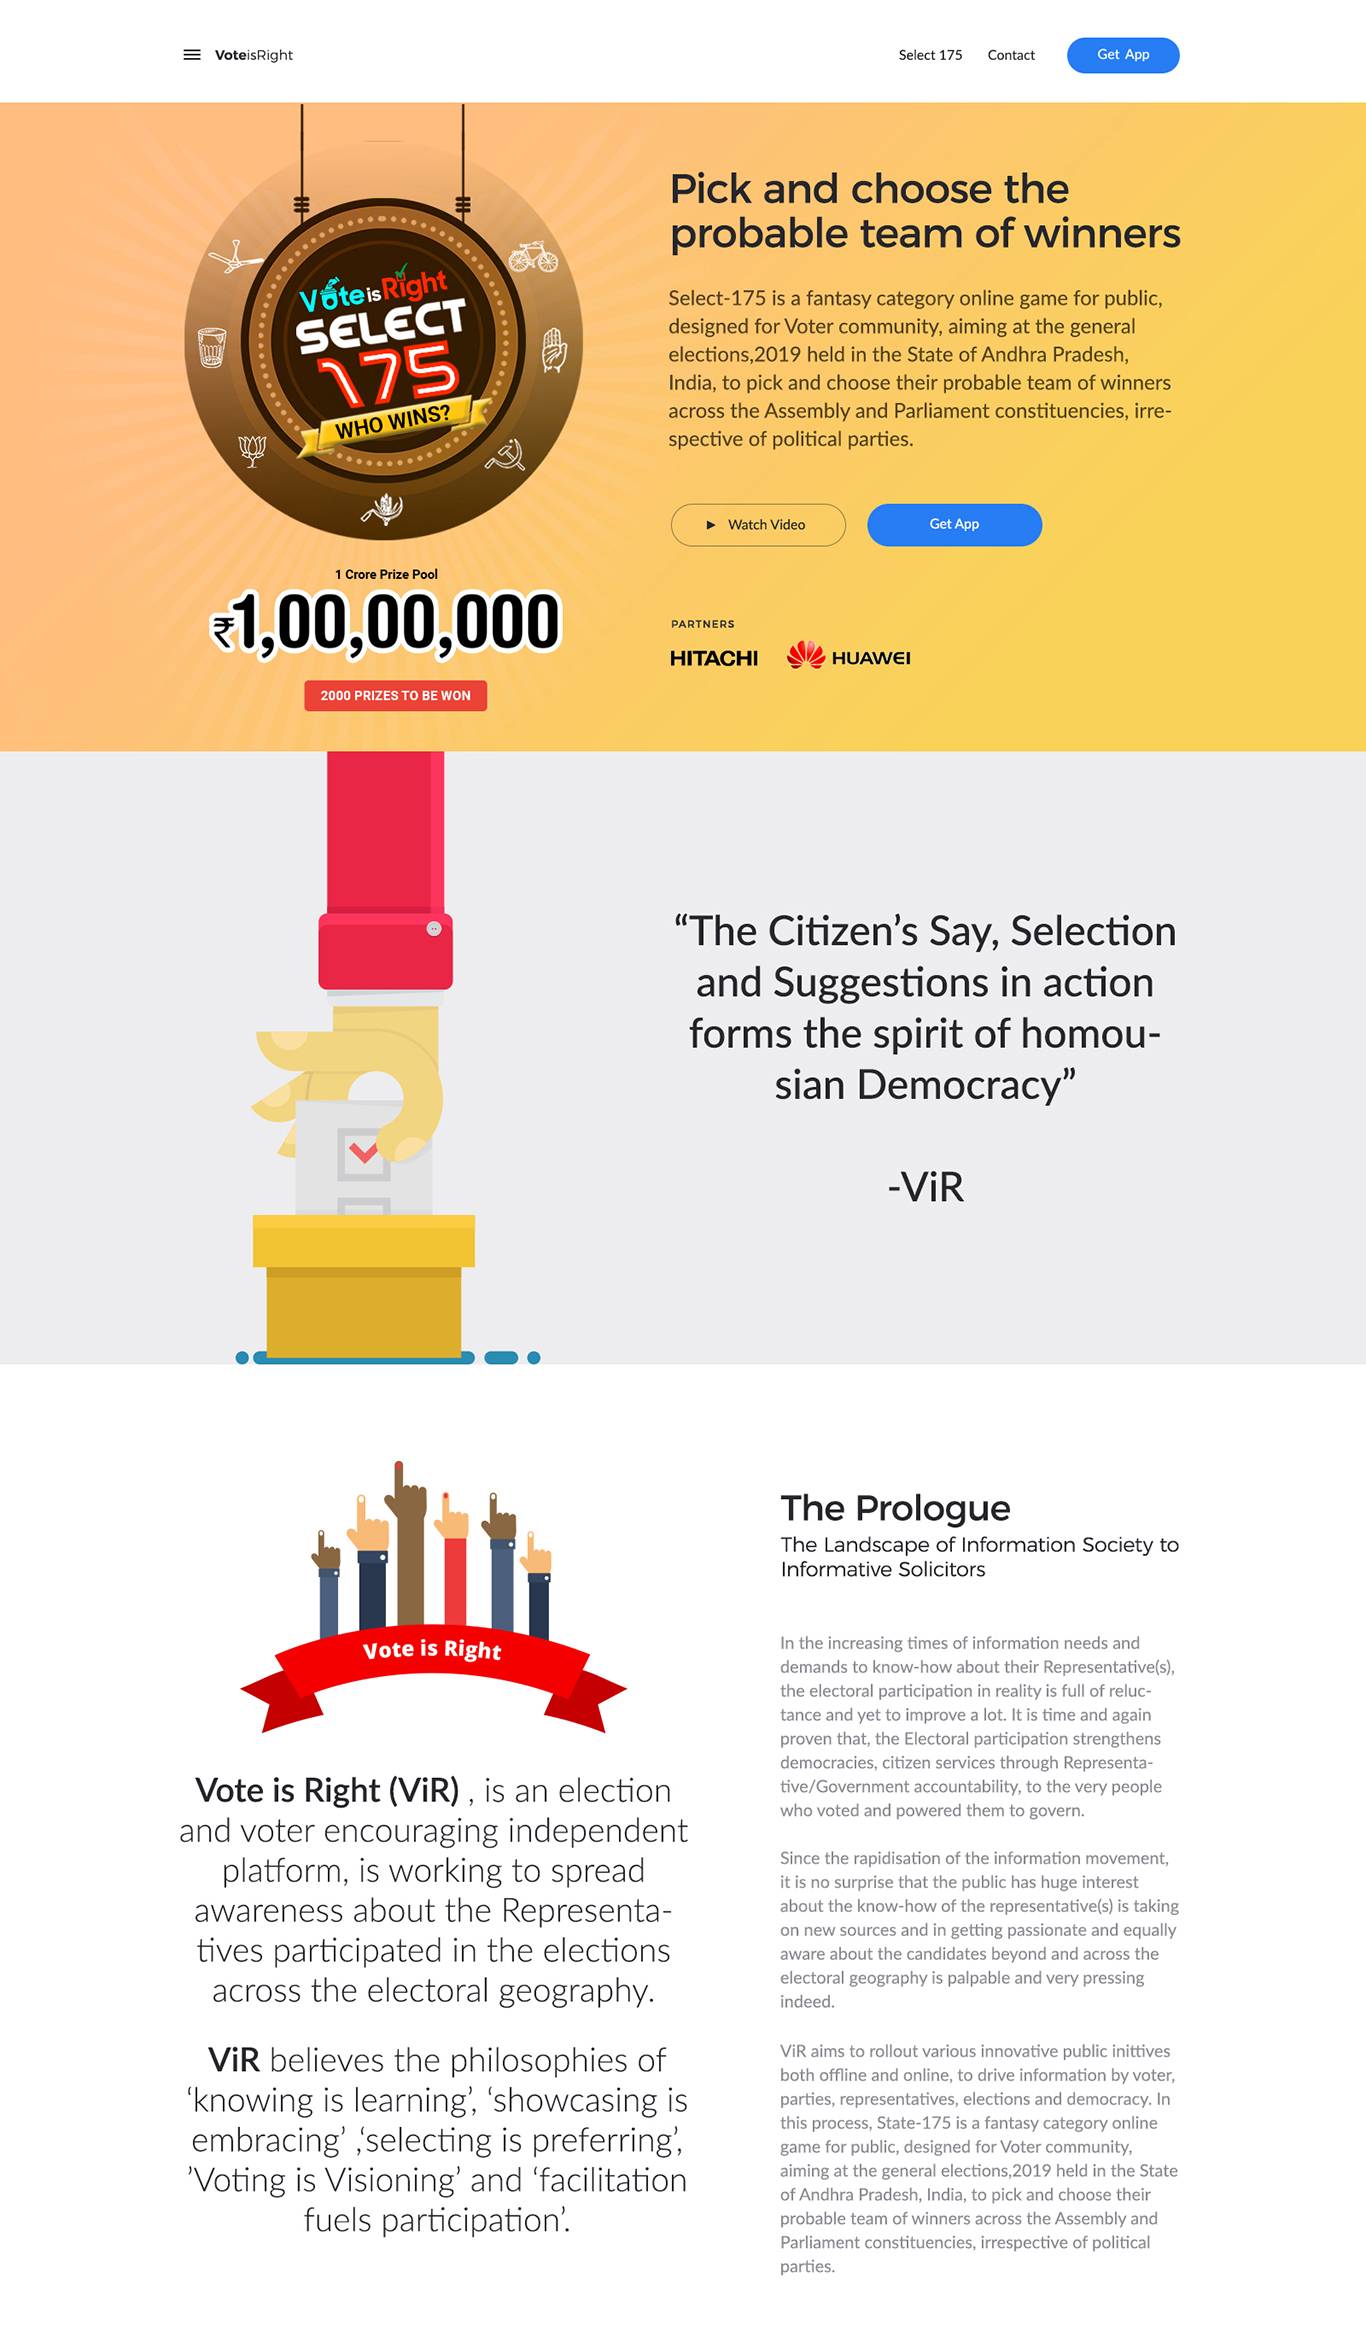 VoteisRight
Select 175
Contact
Get App
VoteisRight
SELECT
175
WHO WINS?
1 Crore Prize Pool
₹1,00,00,000
2000 PRIZES TO BE WON
Pick and choose the
probable team of winners
Select-175 is a fantasy category online game for public,
designed for Voter community, aiming at the general
elections,2019 held in the State of Andhra Pradesh,
India, to pick and choose their probable team of winners
across the Assembly and Parliament constituencies, irre-
spective of political parties.
Watch Video
Get App
PARTNERS
HITACHI
HUAWEI
“The Citizen’s Say, Selection
and Suggestions in action
forms the spirit of homou-
sian Democracy”
-ViR
Vote is Right
Vote is Right (ViR) , is an election
and voter encouraging independent
platform, is working to spread
awareness about the Representa-
tives participated in the elections
across the electoral geography.
ViR believes the philosophies of
‘knowing is learning’, ‘showcasing is
embracing’ ,‘selecting is preferring’,
’Voting is Visioning’ and ‘facilitation
fuels participation’.
The Prologue
The Landscape of Information Society to
Informative Solicitors
In the increasing times of information needs and
demands to know-how about their Representative(s),
the electoral participation in reality is full of reluc-
tance and yet to improve a lot. It is time and again
proven that, the Electoral participation strengthens
democracies, citizen services through Representa-
tive/Government accountability, to the very people
who voted and powered them to govern.
Since the rapidisation of the information movement,
it is no surprise that the public has huge interest
about the know-how of the representative(s) is taking
on new sources and in getting passionate and equally
aware about the candidates beyond and across the
electoral geography is palpable and very pressing
indeed.
ViR aims to rollout various innovative public inittives
both offline and online, to drive information by voter,
parties, representatives, elections and democracy. In
this process, State-175 is a fantasy category online
game for public, designed for Voter community,
aiming at the general elections,2019 held in the State
of Andhra Pradesh, India, to pick and choose their
probable team of winners across the Assembly and
Parliament constituencies, irrespective of political
parties.